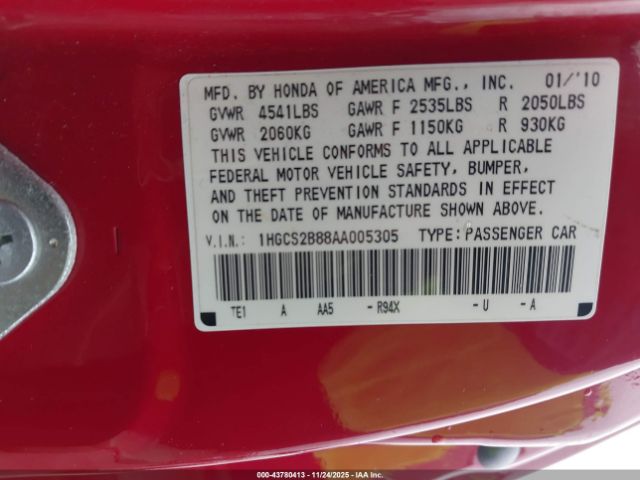 MFD. BY HONDA OF AMERICA MFG., INC. 01/'10
GVWR 4541LBS GAWR F 2535LBS R 2050LBS
GVWR 2060KG GAWR F 1150KG R 930KG
THIS VEHICLE CONFORMS TO ALL APPLICABLE
FEDERAL MOTOR VEHICLE SAFETY, BUMPER,
AND THEFT PREVENTION STANDARDS IN EFFECT
ON THE DATE OF MANUFACTURE SHOWN ABOVE.
V.I.N.: 1HGCS2B88AA005305 TYPE: PASSENGER CAR
TE1 A AA5 -R94X -U -A
000-43780413 - 11/24/2025 - IAA Inc.